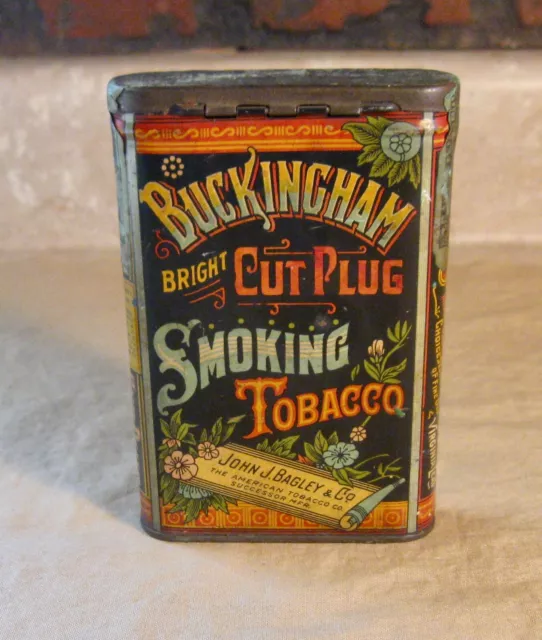 BUCKINGHAM
BRIGHT CUT PLUG
SMOKING
TOBACCO
JOHN J. BAGLEY & CO
THE AMERICAN TOBACCO CO.
SUCCESSOR MFR.